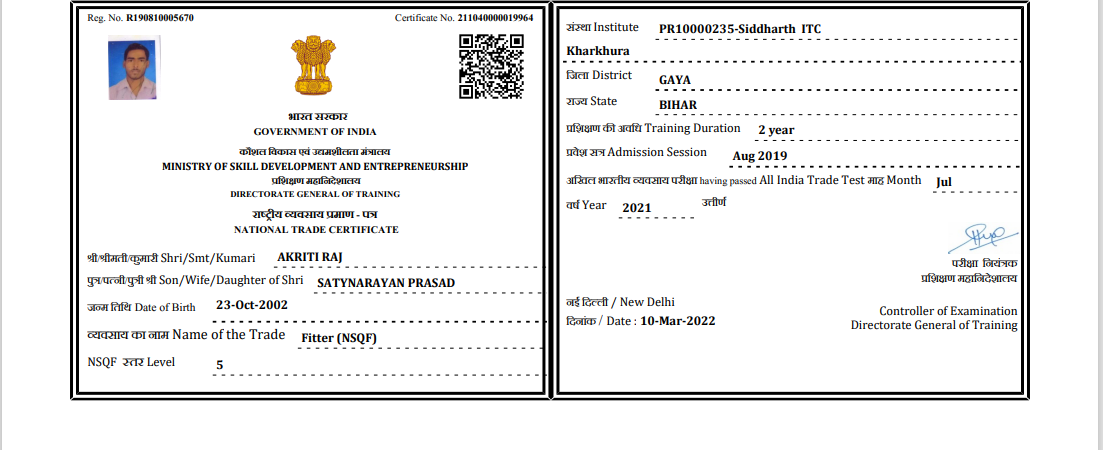 Reg. No. R190810005670
Certificate No. 211040000019964
भारत सरकार
GOVERNMENT OF INDIA
कौशल विकास एवं उद्यमशीलता मंत्रालय
MINISTRY OF SKILL DEVELOPMENT AND ENTREPRENEURSHIP
प्रशिक्षण महानिदेशालय
DIRECTORATE GENERAL OF TRAINING
राष्ट्रीय व्यवसाय प्रमाण - पत्र
NATIONAL TRADE CERTIFICATE
श्री/श्रीमती/कुमारी Shri/Smt/Kumari AKRITI RAJ
पुत्र/पत्नी/पुत्री श्री Son/Wife/Daughter of Shri SATYNARAYAN PRASAD
जन्म तिथि Date of Birth 23-Oct-2002
व्यवसाय का नाम Name of the Trade Fitter (NSQF)
NSQF स्तर Level 5
संस्था Institute PR10000235-Siddharth ITC
Kharkhura
जिला District GAYA
राज्य State BIHAR
प्रशिक्षण की अवधि Training Duration 2 year
प्रवेश सत्र Admission Session Aug 2019
अखिल भारतीय व्यवसाय परीक्षा having passed All India Trade Test माह Month Jul
वर्ष Year 2021 उत्तीर्ण
परीक्षा नियंत्रक
प्रशिक्षण महानिदेशालय
नई दिल्ली / New Delhi
दिनांक / Date : 10-Mar-2022
Controller of Examination
Directorate General of Training